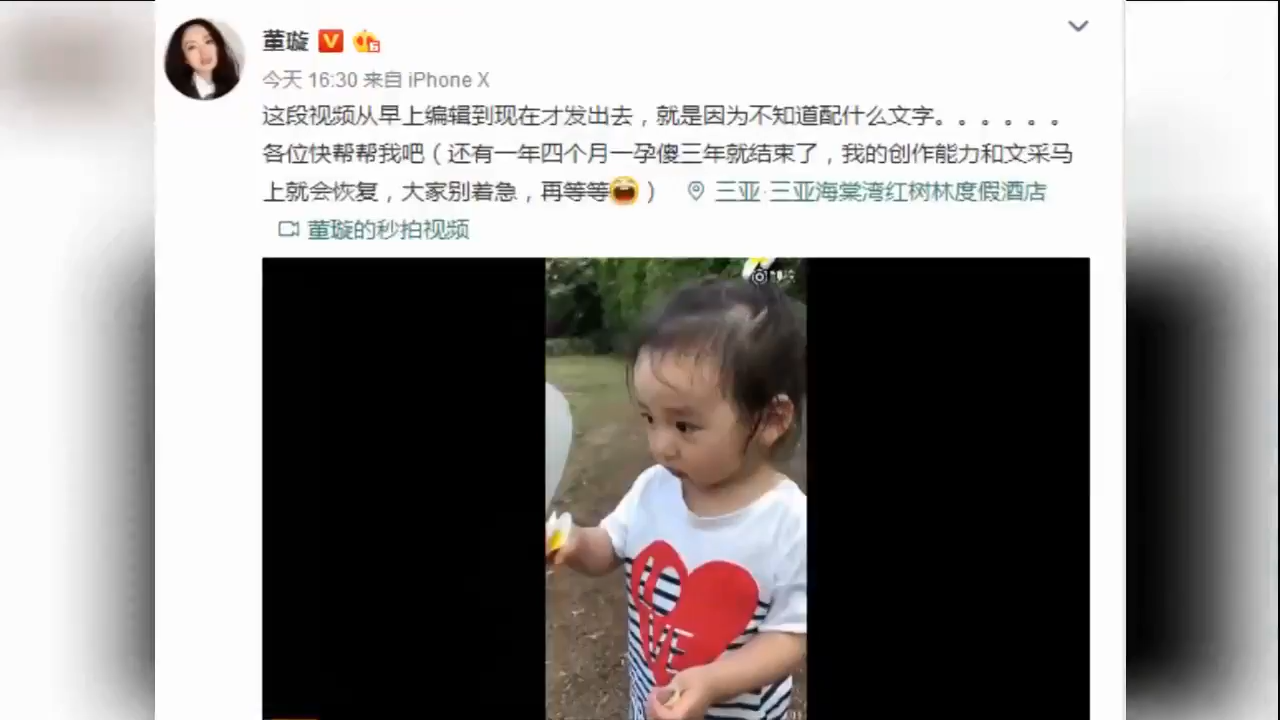 董璇
今天 16:30 来自 iPhone X
这段视频从早上编辑到现在才发出去，就是因为不知道配什么文字。。。。。。
各位快帮帮我吧（还有一年四个月一孕傻三年就结束了，我的创作能力和文采马
上就会恢复，大家别着急，再等等） 三亚·三亚海棠湾红树林度假酒店
董璇的秒拍视频
LOVE